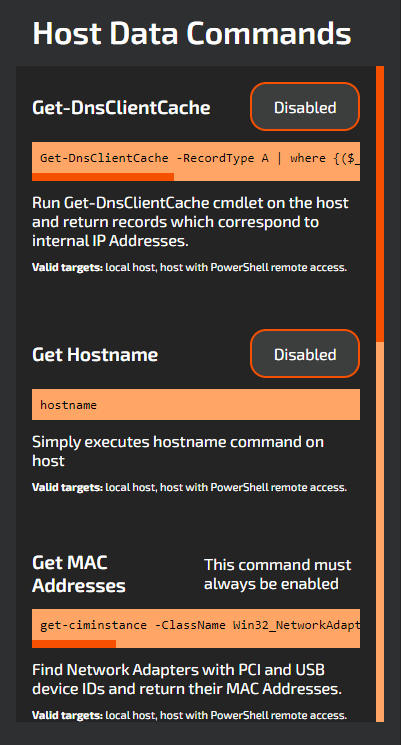 Host Data Commands
Get-DnsClientCache
Disabled
Get-DnsClientCache -RecordType A | where {($_
Run Get-DnsClientCache cmdlet on the host
and return records which correspond to
internal IP Addresses.
Valid targets: local host, host with PowerShell remote access.
Get Hostname
Disabled
hostname
Simply executes hostname command on
host
Valid targets: local host, host with PowerShell remote access.
Get MAC
Addresses
This command must
always be enabled
get-ciminstance -ClassName Win32_NetworkAdapt
Find Network Adapters with PCI and USB
device IDs and return their MAC Addresses.
Valid targets: local host, host with PowerShell remote access.